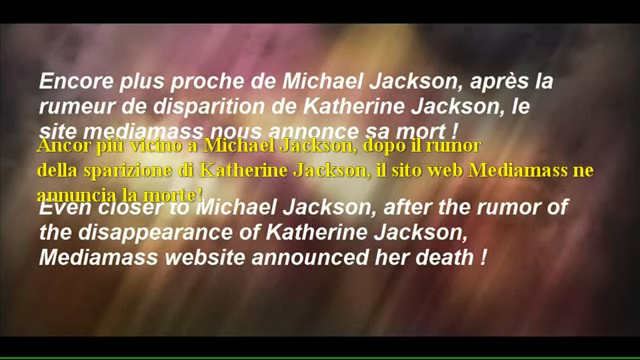 Encore plus proche de Michael Jackson, après la
rumeur de disparition de Katherine Jackson, le
site mediamass nous annonce sa mort !
Ancor più vicino a Michael Jackson, dopo il rumor
della sparizione di Katherine Jackson, il sito web Mediamass ne
annuncia la morte!
Even closer to Michael Jackson, after the rumor of
the disappearance of Katherine Jackson,
Mediamass website announced her death !